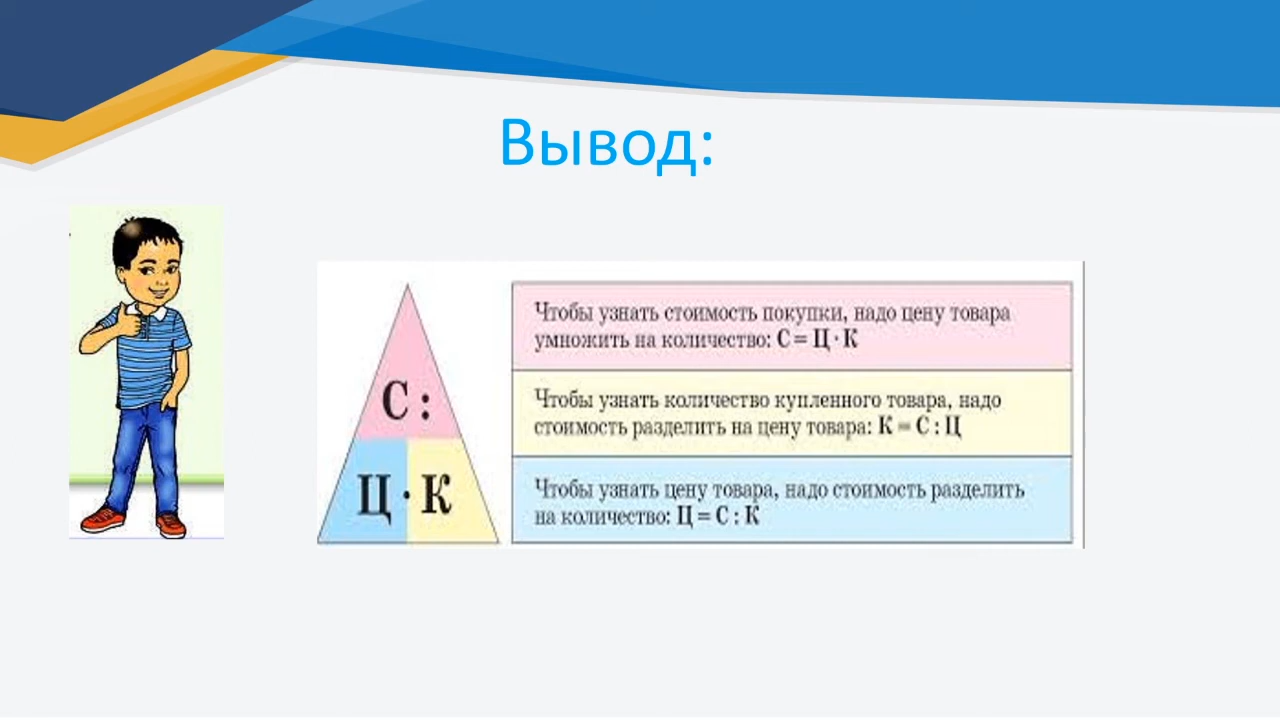 Вывод:
С :
Ц · К
Чтобы узнать стоимость покупки, надо цену товара
умножить на количество: С = Ц · К
Чтобы узнать количество купленного товара, надо
стоимость разделить на цену товара: К = С : Ц
Чтобы узнать цену товара, надо стоимость разделить
на количество: Ц = С : К